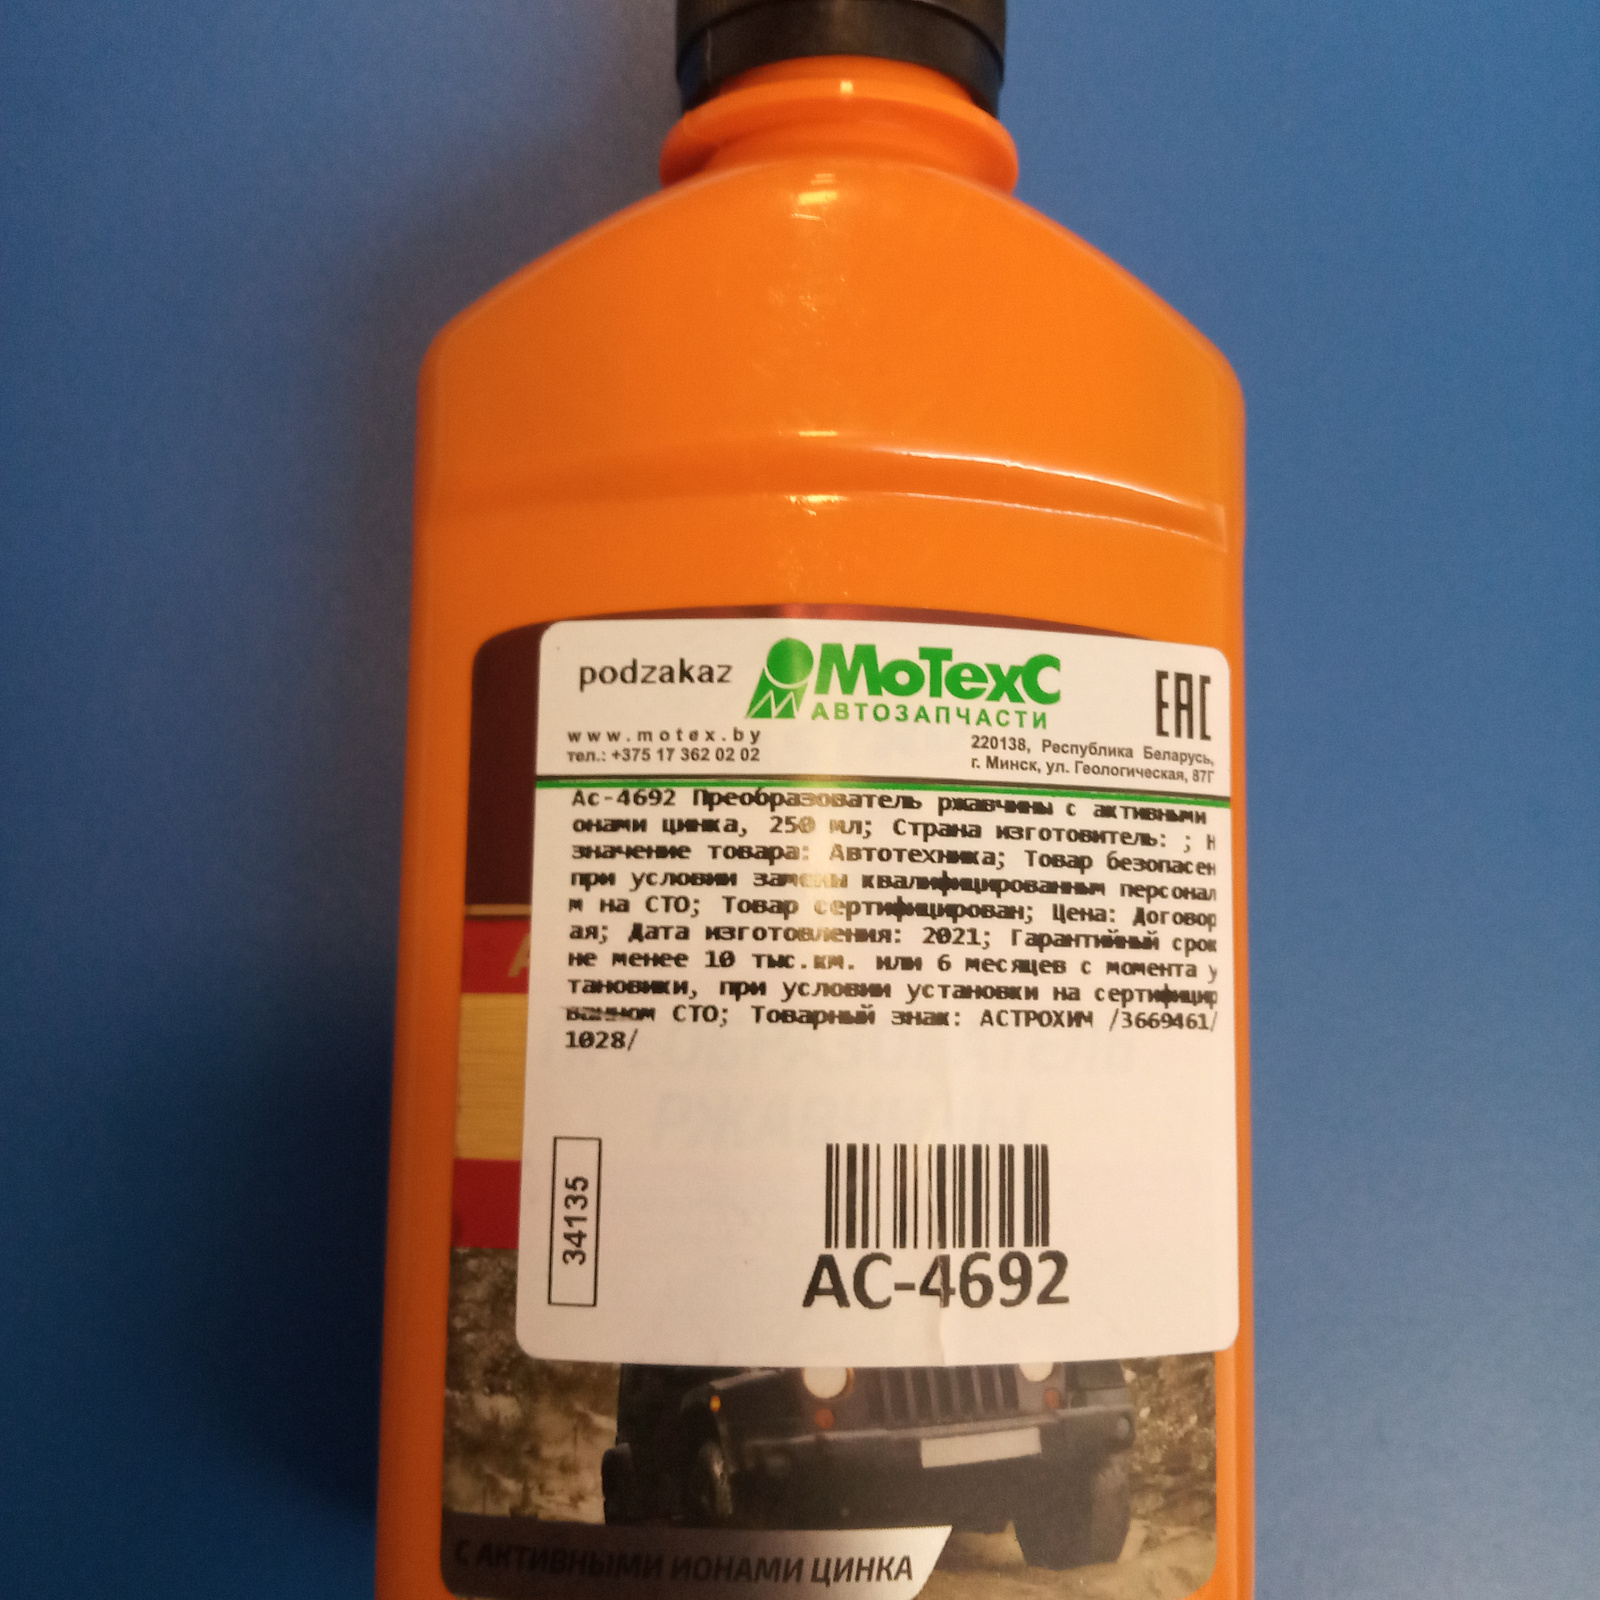 podzakaz
МоТехС
АВТОЗАПЧАСТИ
ЕАС
www.motex.by
тел.: +375 17 362 02 02
220138, Республика Беларусь,
г. Минск, ул. Геологическая, 87Г
Ас-4692 Преобразователь ржавчины с активными
онами цинка, 250 мл; Страна изготовитель: ; Н
значение товара: Автотехника; Товар безопасен
при условии замены квалифицированным персонал
м на СТО; Товар сертифицирован; Цена: Договор
ая; Дата изготовления: 2021; Гарантийный срок
не менее 10 тыс.км. или 6 месяцев с момента у
тановики, при условии установки на сертифицир
ванном СТО; Товарный знак: АСТРОХИМ /3669461/
1028/
34135
АС-4692
С АКТИВНЫМИ ИОНАМИ ЦИНКА